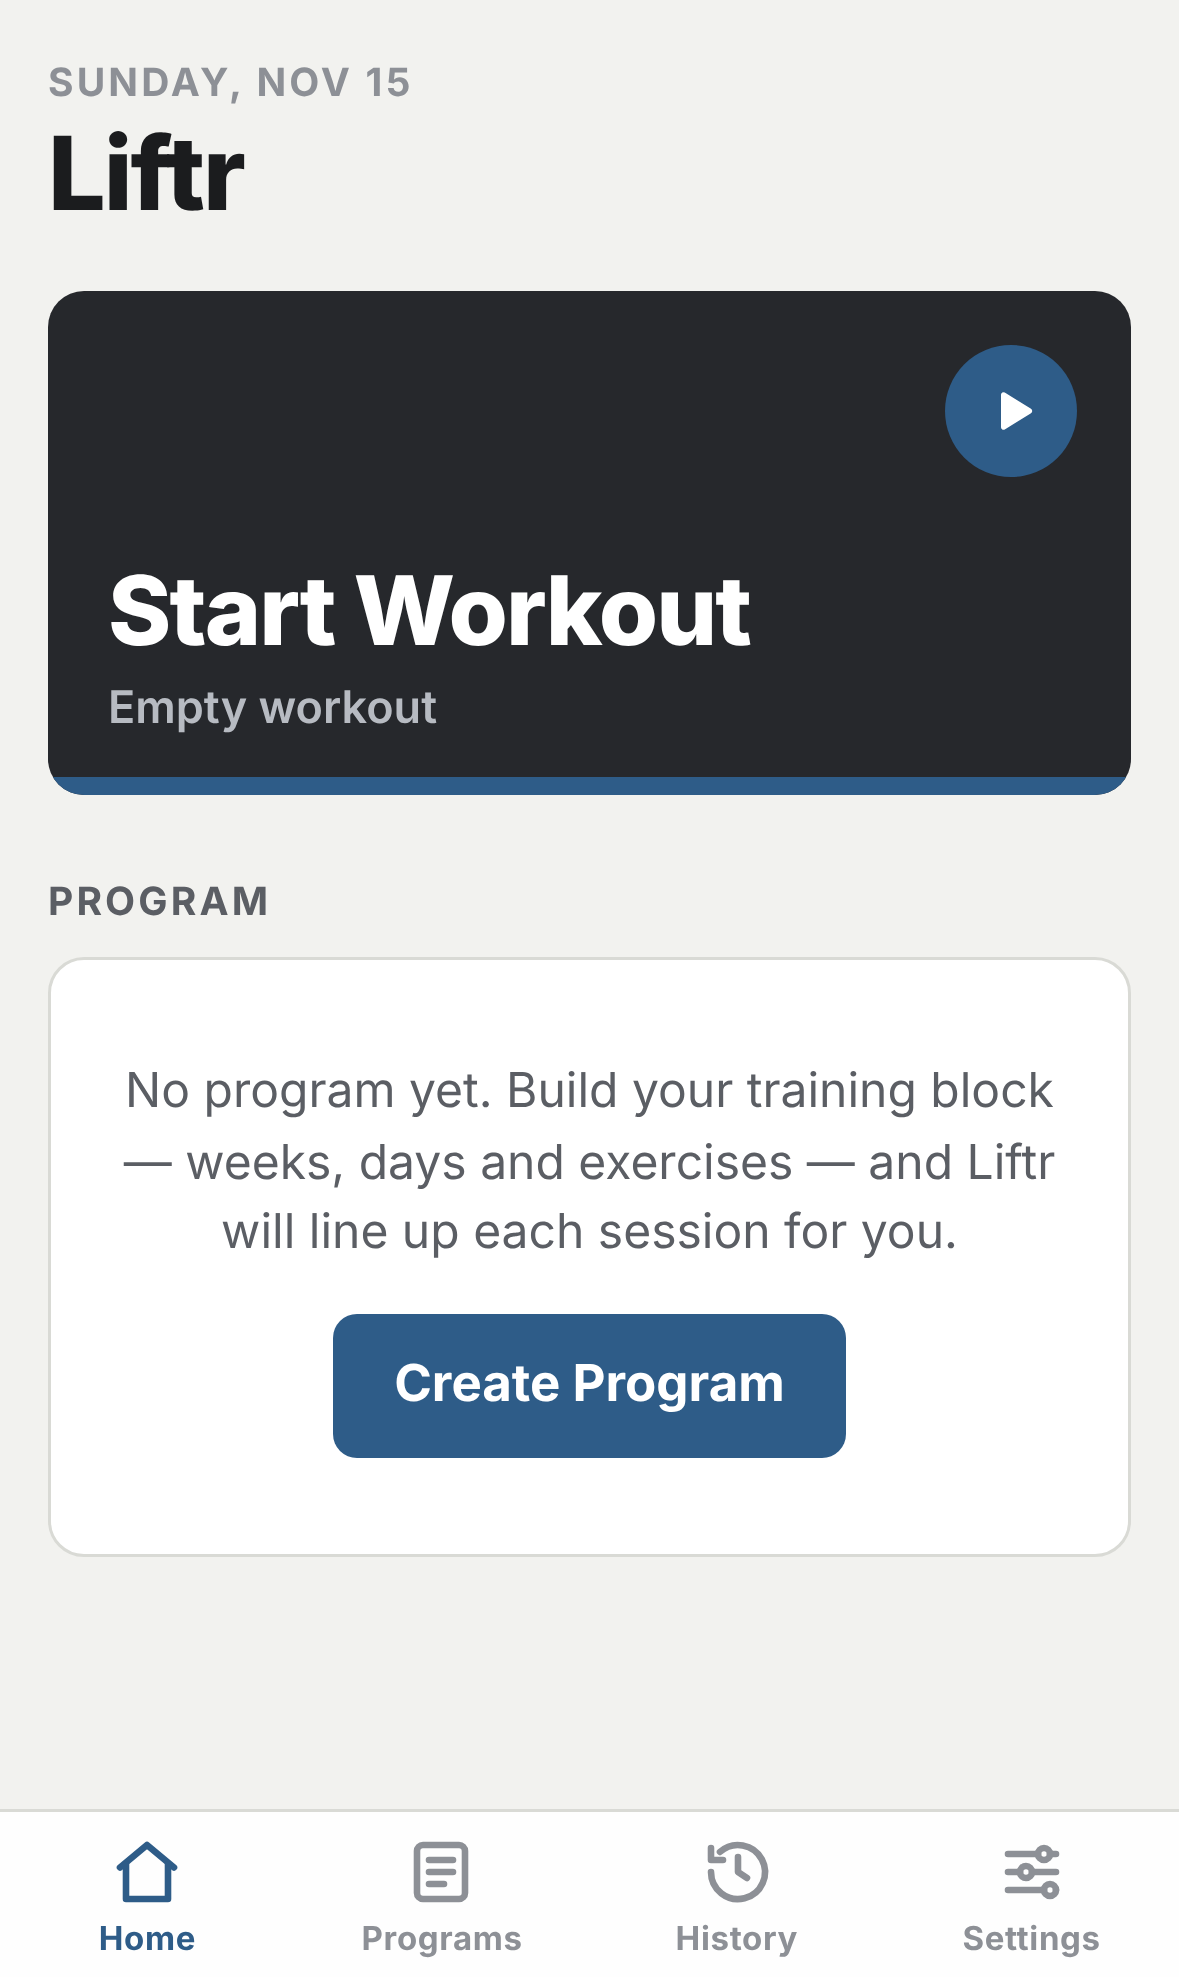 SUNDAY, NOV 15
Liftr
Start Workout
Empty workout
PROGRAM
No program yet. Build your training block
— weeks, days and exercises — and Liftr
will line up each session for you.
Create Program
Home
Programs
History
Settings